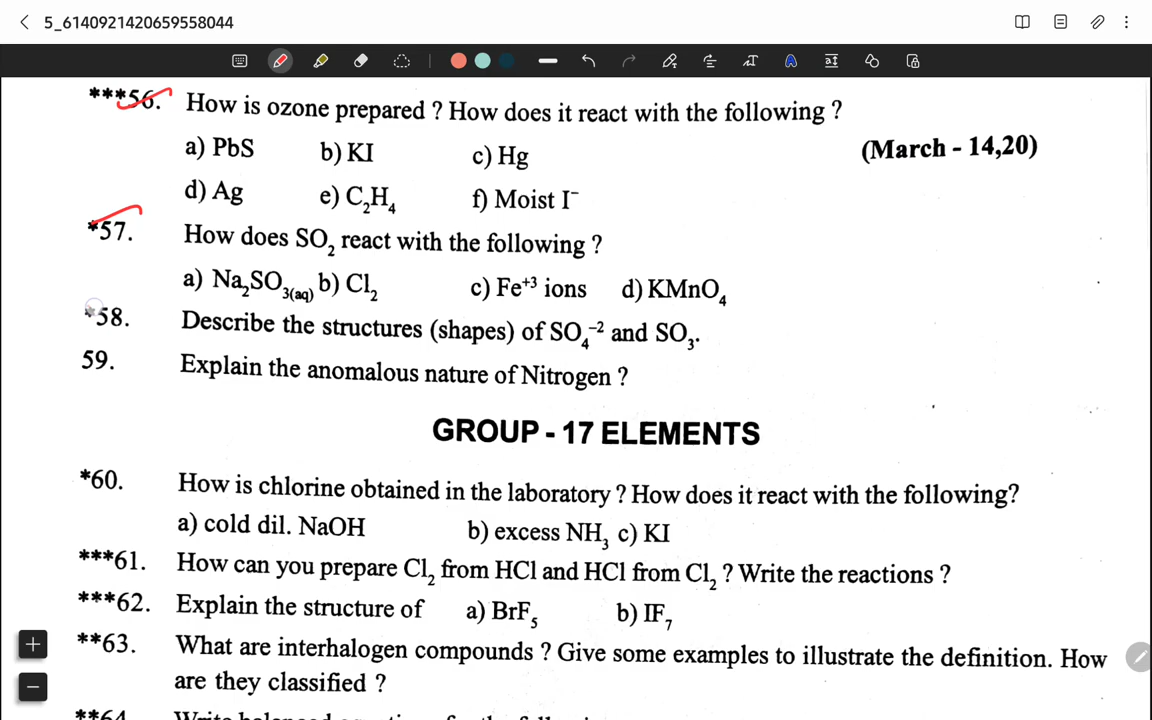 5_6140921420659558044
***56. How is ozone prepared ? How does it react with the following ?
(March - 14,20)
a) PbS b) KI c) Hg
d) Ag e) C₂H₄ f) Moist I⁻
*57. How does SO₂ react with the following ?
a) Na₂SO₃(aq) b) Cl₂ c) Fe⁺³ ions d) KMnO₄
*58. Describe the structures (shapes) of SO₄⁻² and SO₃.
59. Explain the anomalous nature of Nitrogen ?
GROUP - 17 ELEMENTS
*60. How is chlorine obtained in the laboratory ? How does it react with the following?
a) cold dil. NaOH b) excess NH₃ c) KI
***61. How can you prepare Cl₂ from HCl and HCl from Cl₂ ? Write the reactions ?
***62. Explain the structure of a) BrF₅ b) IF₇
**63. What are interhalogen compounds ? Give some examples to illustrate the definition. How
are they classified ?